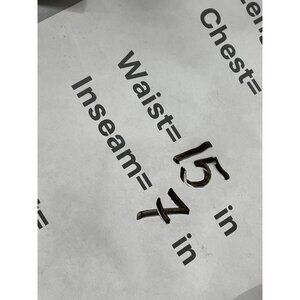 Chest=
Waist= 15 in
Inseam= 7 in